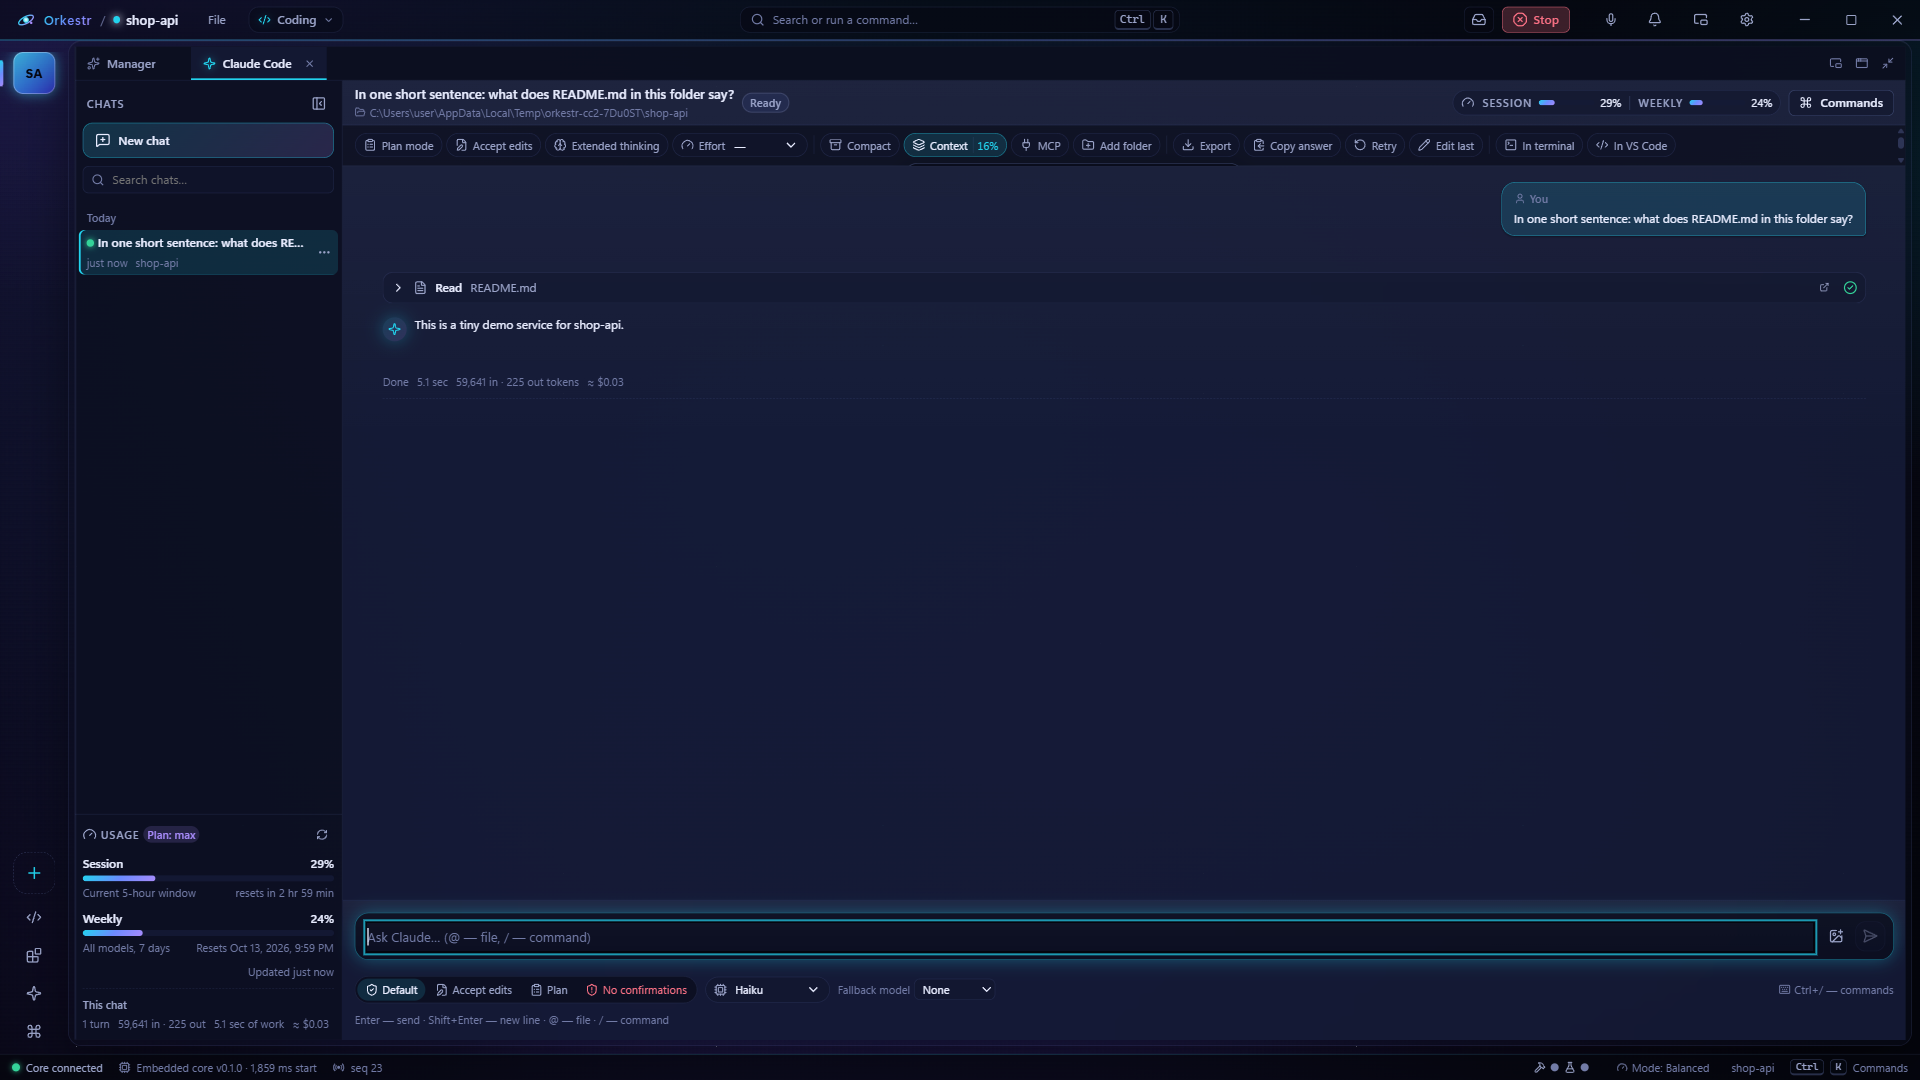 Orkestr / shop-api File Coding Search or run a command... Ctrl K Stop
SA
Manager Claude Code
CHATS
New chat
Search chats...
Today
In one short sentence: what does RE...
just now shop-api
In one short sentence: what does README.md in this folder say? Ready
C:\Users\user\AppData\Local\Temp\orkestr-cc2-7Du0ST\shop-api
SESSION 29% WEEKLY 24% Commands
Plan mode Accept edits Extended thinking Effort — Compact Context 16% MCP Add folder Export Copy answer Retry Edit last In terminal In VS Code
You
In one short sentence: what does README.md in this folder say?
Read README.md
This is a tiny demo service for shop-api.
Done 5.1 sec 59,641 in · 225 out tokens ≈ $0.03
USAGE Plan: max
Session 29%
Current 5-hour window resets in 2 hr 59 min
Weekly 24%
All models, 7 days Resets Oct 13, 2026, 9:59 PM
Updated just now
This chat
1 turn 59,641 in · 225 out 5.1 sec of work ≈ $0.03
Ask Claude... (@ — file, / — command)
Default Accept edits Plan No confirmations Haiku Fallback model None Ctrl+/ — commands
Enter — send · Shift+Enter — new line · @ — file · / — command
Core connected Embedded core v0.1.0 · 1,859 ms start seq 23 Mode: Balanced shop-api Ctrl K Commands